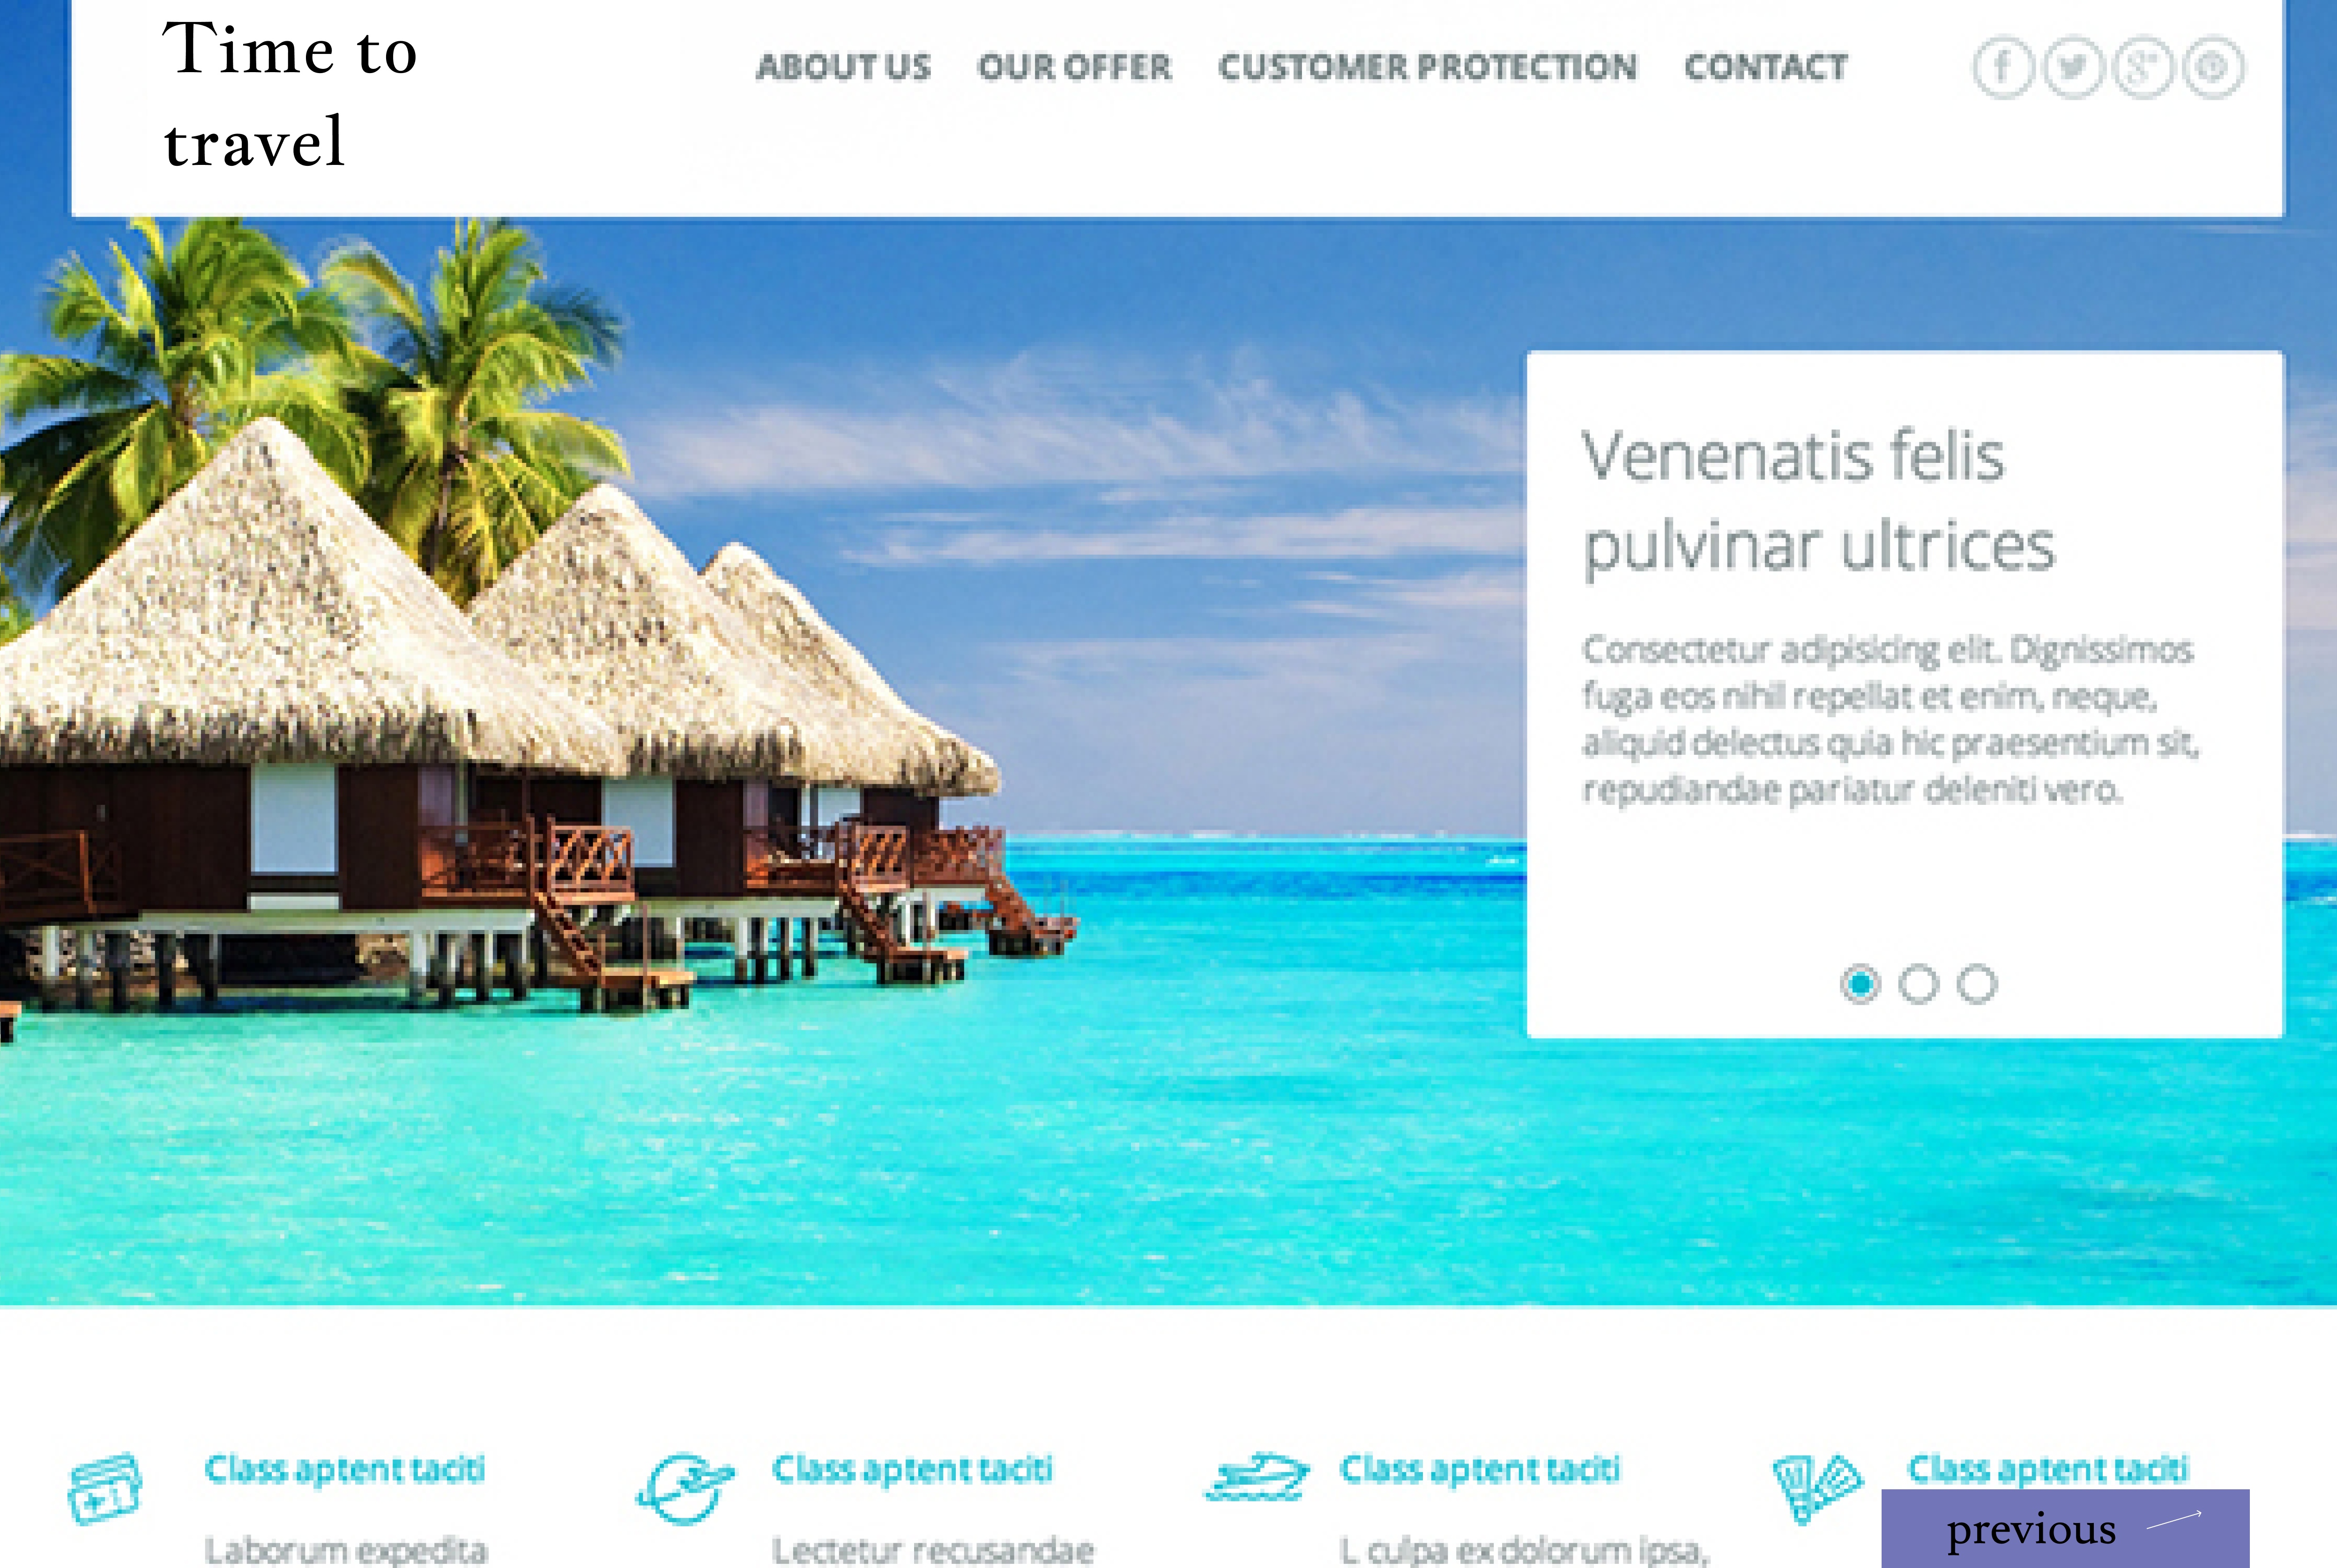 Time to
travel
ABOUT US OUR OFFER CUSTOMER PROTECTION CONTACT
Venenatis felis
pulvinar ultrices
Consectetur adipisicing elit. Dignissimos
fuga eos nihil repellat et enim, neque,
aliquid delectus quia hic praesentium sit,
repudiandae pariatur deleniti vero.
Class aptent taciti
Laborum expedita
Class aptent taciti
Lectetur recusandae
Class aptent taciti
L culpa ex dolorum ipsa,
Class aptent taciti
previous